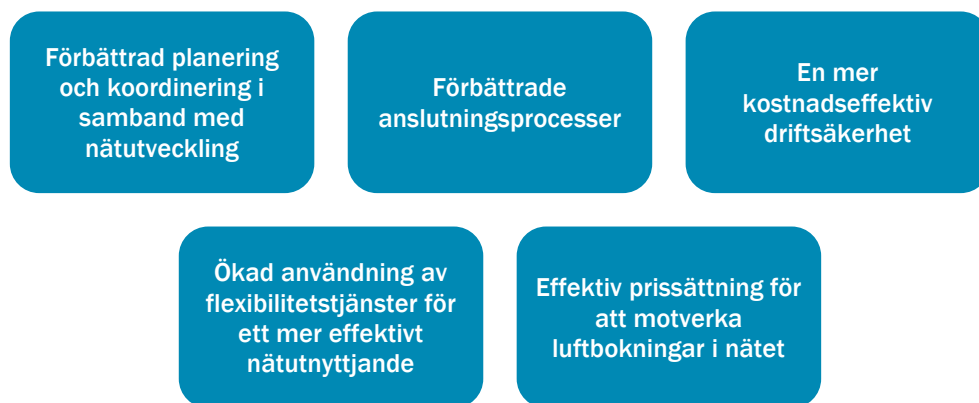 Förbättrad planering
och koordinering i
samband med
nätutveckling
Förbättrade
anslutningsprocesser
En mer
kostnadseffektiv
driftsäkerhet
Ökad användning av
flexibilitetstjänster för
ett mer effektivt
nätutnyttjande
Effektiv prissättning för
att motverka
luftbokningar i nätet